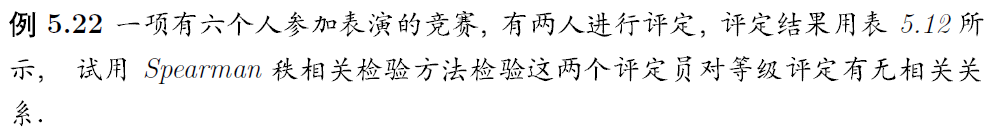 例 5.22 一项有六个人参加表演的竞赛, 有两人进行评定, 评定结果用表 5.12 所
示, 试用 Spearman 秩相关检验方法检验这两个评定员对等级评定有无相关关
系.